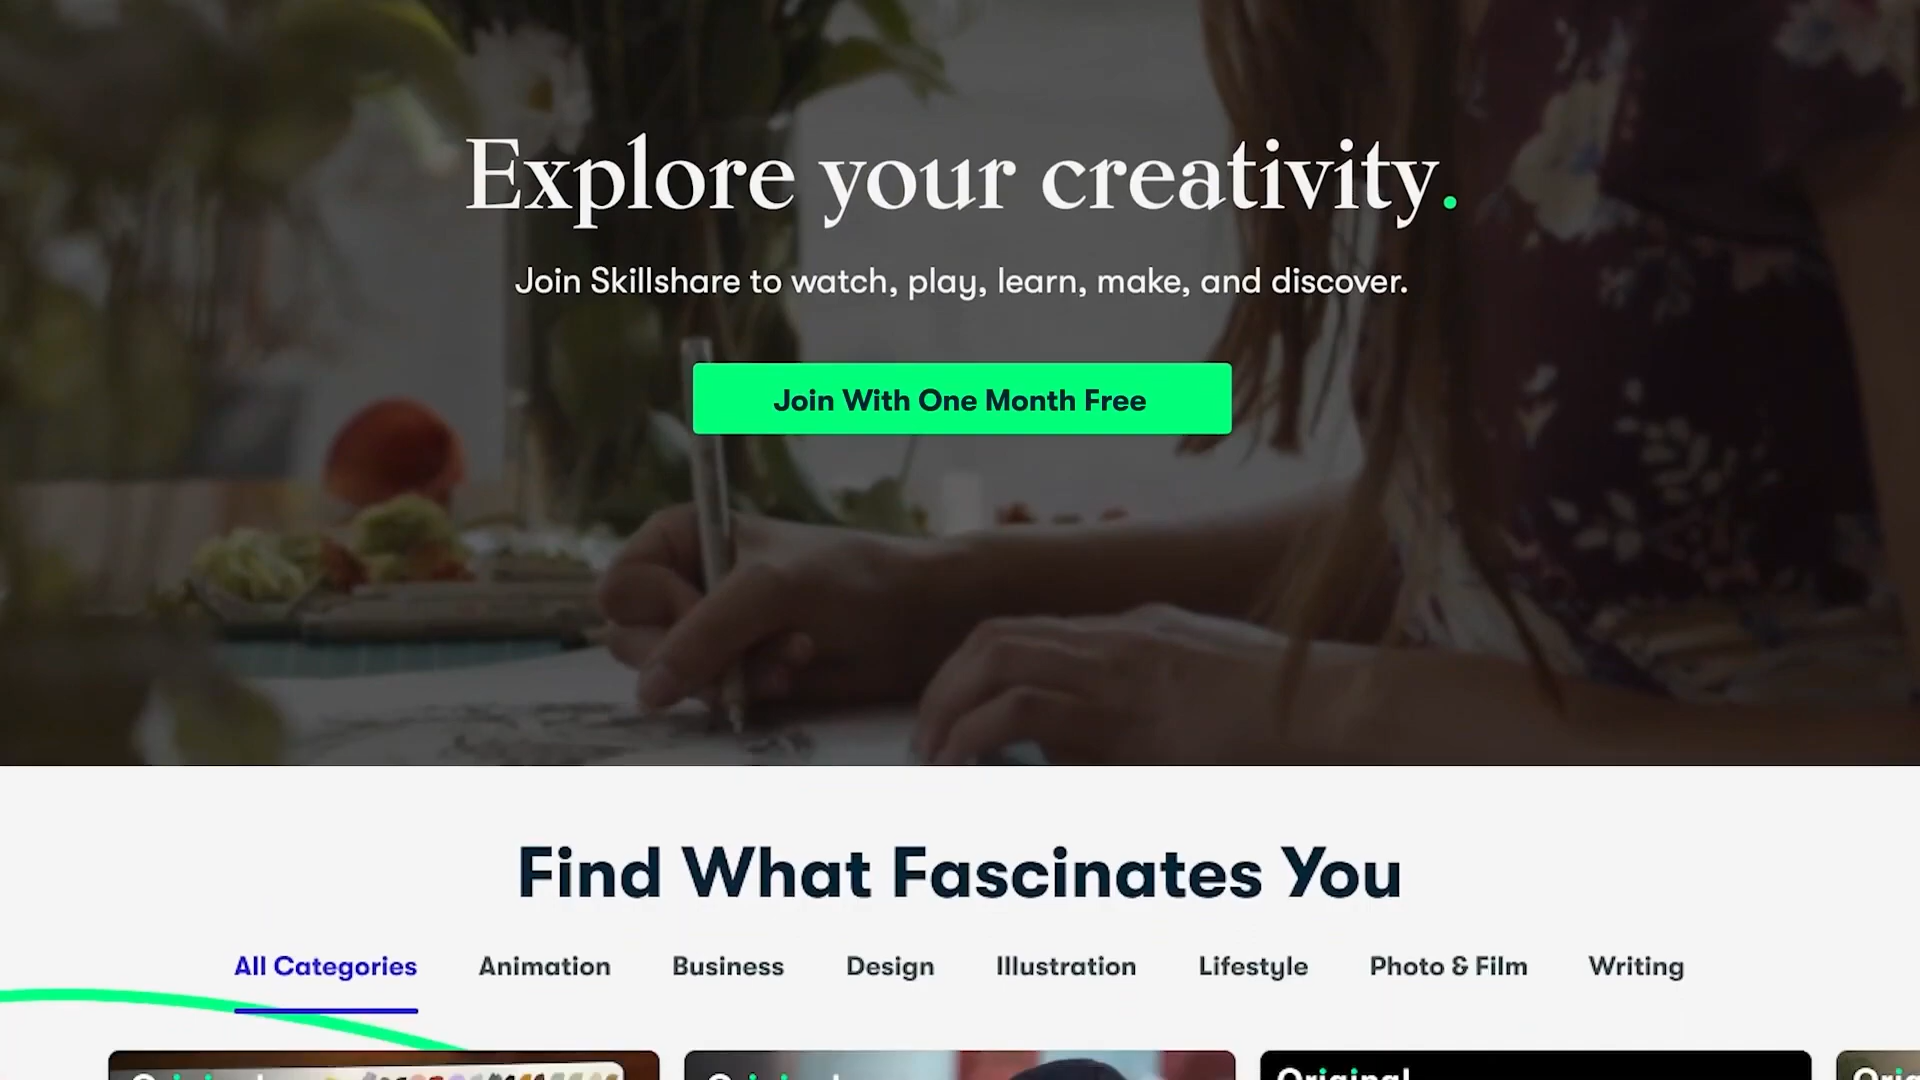 Explore your creativity.
Join Skillshare to watch, play, learn, make, and discover.
Join With One Month Free
Find What Fascinates You
All Categories Animation Business Design Illustration Lifestyle Photo & Film Writing
Original